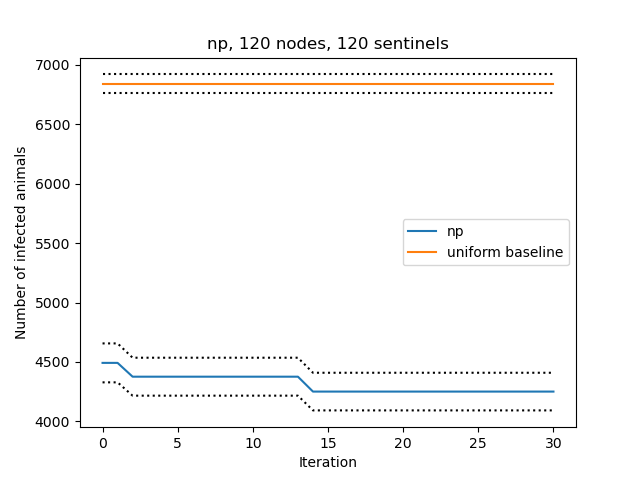 np, 120 nodes, 120 sentinels
Number of infected animals
7000
6500
6000
5500
5000
4500
4000
np
uniform baseline
0 5 10 15 20 25 30
Iteration